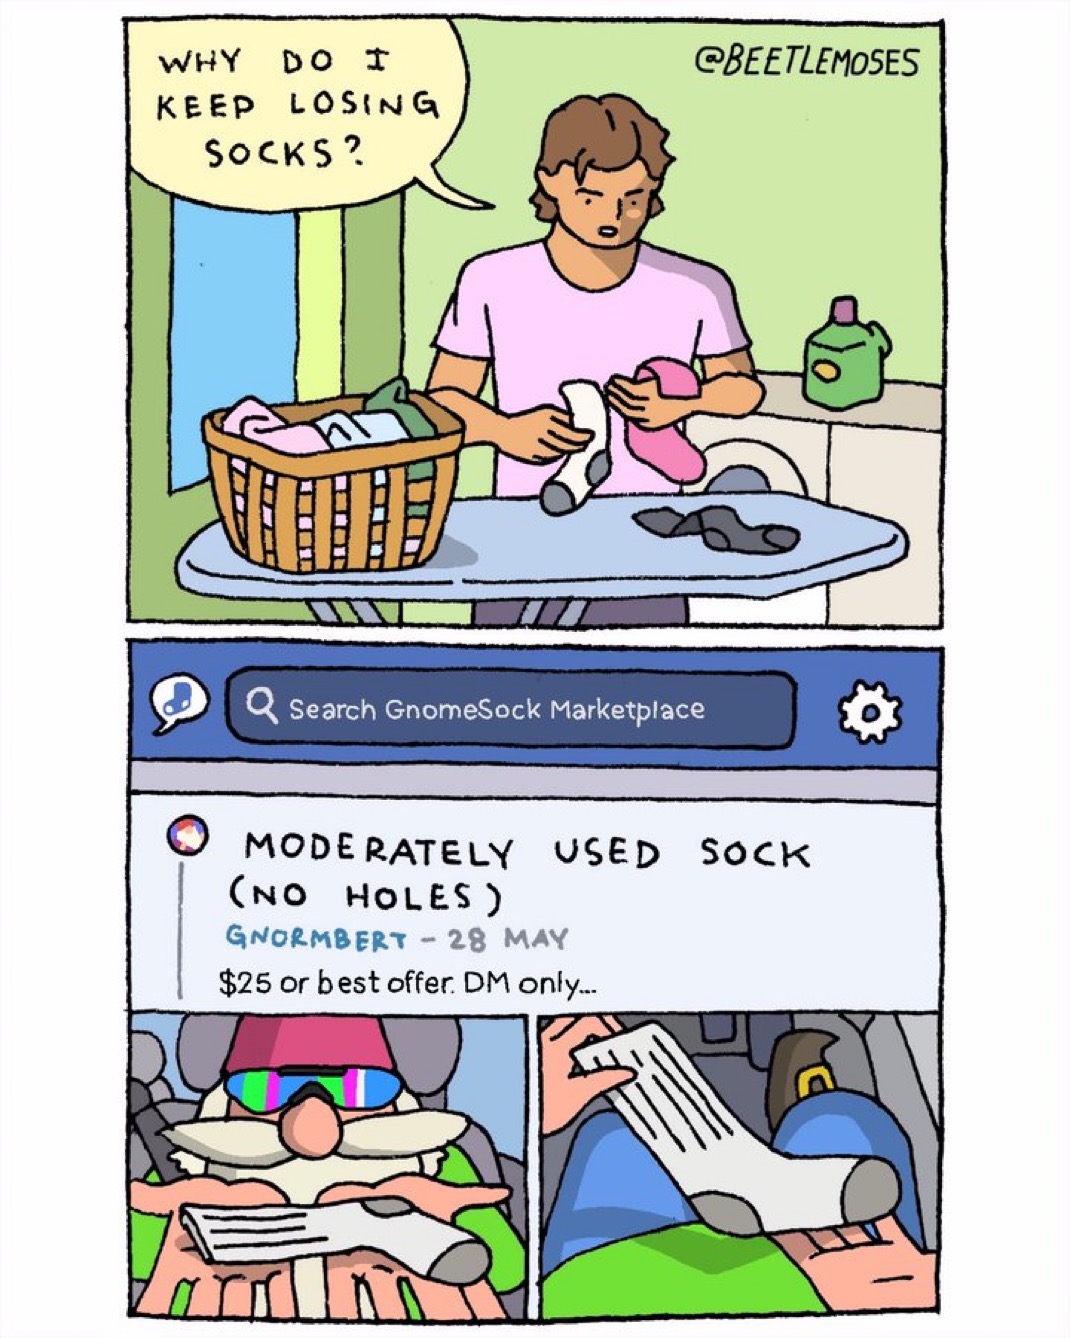 WHY DO I
KEEP LOSING
SOCKS?
@BEETLEMOSES
Search GnomeSock Marketplace
MODERATELY USED SOCK
(NO HOLES)
GNORMBERT - 28 MAY
$25 or best offer. DM only...